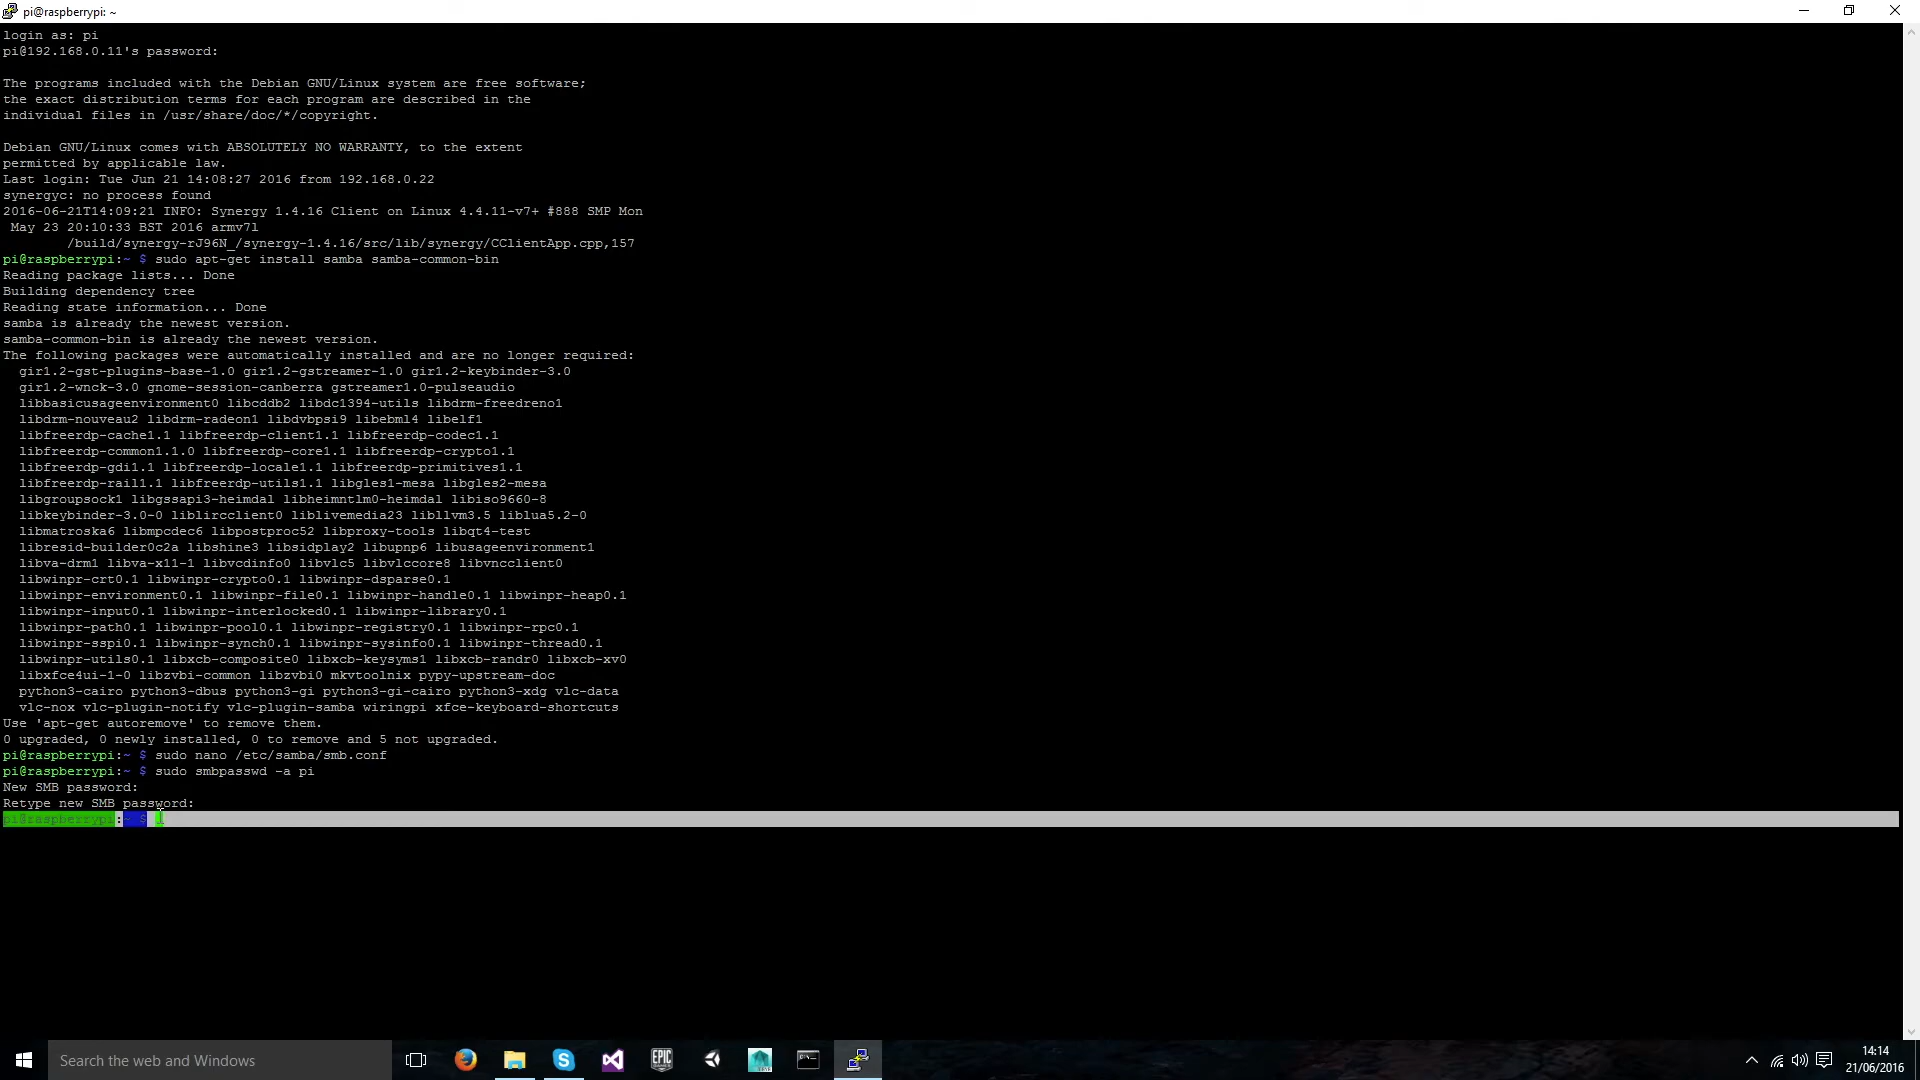 pi@raspberrypi: ~
login as: pi
pi@192.168.0.11's password:
The programs included with the Debian GNU/Linux system are free software;
the exact distribution terms for each program are described in the
individual files in /usr/share/doc/*/copyright.
Debian GNU/Linux comes with ABSOLUTELY NO WARRANTY, to the extent
permitted by applicable law.
Last login: Tue Jun 21 14:08:27 2016 from 192.168.0.22
synergyc: no process found
2016-06-21T14:09:21 INFO: Synergy 1.4.16 Client on Linux 4.4.11-v7+ #888 SMP Mon
May 23 20:10:33 BST 2016 armv7l
/build/synergy-rJ96N_/synergy-1.4.16/src/lib/synergy/CClientApp.cpp,157
pi@raspberrypi:~ $ sudo apt-get install samba samba-common-bin
Reading package lists... Done
Building dependency tree
Reading state information... Done
samba is already the newest version.
samba-common-bin is already the newest version.
The following packages were automatically installed and are no longer required:
gir1.2-gst-plugins-base-1.0 gir1.2-gstreamer-1.0 gir1.2-keybinder-3.0
gir1.2-wnck-3.0 gnome-session-canberra gstreamer1.0-pulseaudio
libbasicusageenvironment0 libcddb2 libdc1394-utils libdrm-freedreno1
libdrm-nouveau2 libdrm-radeon1 libdvbpsi9 libebml4 libelf1
libfreerdp-cache1.1 libfreerdp-client1.1 libfreerdp-codec1.1
libfreerdp-common1.1.0 libfreerdp-core1.1 libfreerdp-crypto1.1
libfreerdp-gdi1.1 libfreerdp-locale1.1 libfreerdp-primitives1.1
libfreerdp-rail1.1 libfreerdp-utils1.1 libgles1-mesa libgles2-mesa
libgroupsock1 libgssapi3-heimdal libheimntlm0-heimdal libiso9660-8
libkeybinder-3.0-0 liblircclient0 liblivemedia23 libllvm3.5 liblua5.2-0
libmatroska6 libmpcdec6 libpostproc52 libproxy-tools libqt4-test
libresid-builder0c2a libshine3 libsidplay2 libupnp6 libusageenvironment1
libva-drm1 libva-x11-1 libvcdinfo0 libvlc5 libvlccore8 libvncclient0
libwinpr-crt0.1 libwinpr-crypto0.1 libwinpr-dsparse0.1
libwinpr-environment0.1 libwinpr-file0.1 libwinpr-handle0.1 libwinpr-heap0.1
libwinpr-input0.1 libwinpr-interlocked0.1 libwinpr-library0.1
libwinpr-path0.1 libwinpr-pool0.1 libwinpr-registry0.1 libwinpr-rpc0.1
libwinpr-sspi0.1 libwinpr-synch0.1 libwinpr-sysinfo0.1 libwinpr-thread0.1
libwinpr-utils0.1 libxcb-composite0 libxcb-keysyms1 libxcb-randr0 libxcb-xv0
libxfce4ui-1-0 libzvbi-common libzvbi0 mkvtoolnix pypy-upstream-doc
python3-cairo python3-dbus python3-gi python3-gi-cairo python3-xdg vlc-data
vlc-nox vlc-plugin-notify vlc-plugin-samba wiringpi xfce-keyboard-shortcuts
Use 'apt-get autoremove' to remove them.
0 upgraded, 0 newly installed, 0 to remove and 5 not upgraded.
pi@raspberrypi:~ $ sudo nano /etc/samba/smb.conf
pi@raspberrypi:~ $ sudo smbpasswd -a pi
New SMB password:
Retype new SMB password:
pi@raspberrypi:~ $
Search the web and Windows
EPIC
14:14
21/06/2016